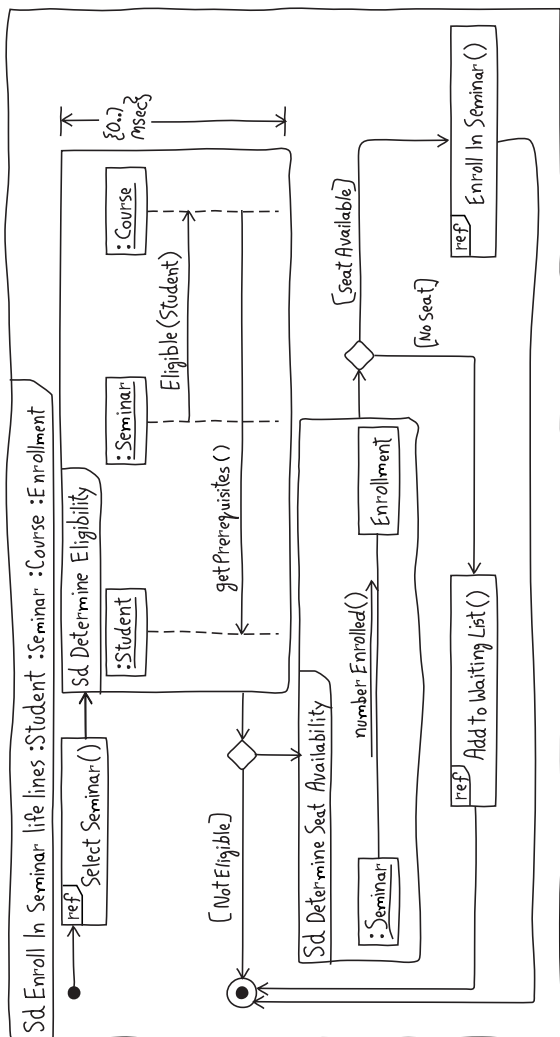 Sd Enroll In Seminar life lines :Student :Seminar :Course :Enrollment
ref
Select Seminar()
Sd Determine Eligibility
:Student
:Seminar
:Course
Eligible(Student)
getPrerequisites()
{0..7
msec}
[NotEligible]
Sd Determine Seat Availability
:Seminar
number Enrolled()
Enrollment
[Seat Available]
[No Seat]
ref
Add to Waiting List()
ref
Enroll In Seminar()